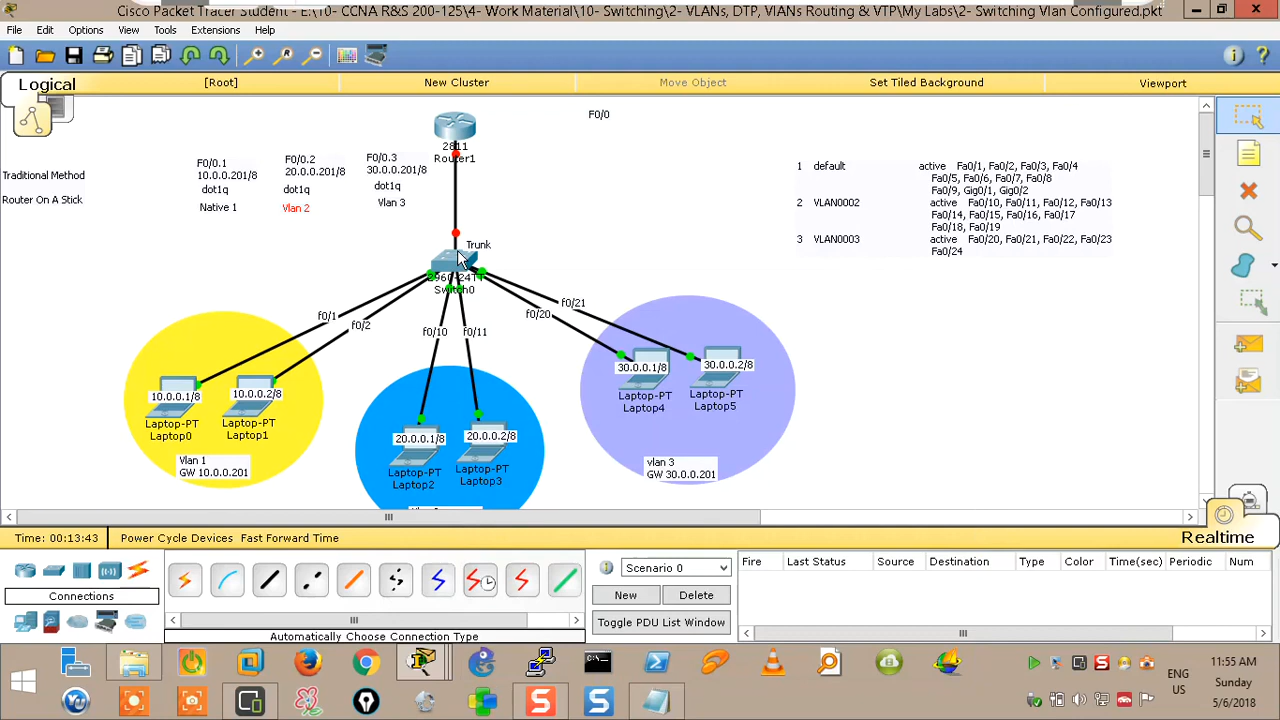 Cisco Packet Tracer Student - E:\10- CCNA R&S 200-125\4- Work Material\10- Switching\2- VLANs, DTP, VIANs Routing & VTP\My Labs\2- Switching Vlan Configured.pkt
File Edit Options View Tools Extensions Help
Logical [Root] New Cluster Move Object Set Tiled Background Viewport
F0/0
2811
Router1
F0/0.1
10.0.0.201/8
dot1q
Native 1
F0/0.2
20.0.0.201/8
dot1q
Vlan 2
F0/0.3
30.0.0.201/8
dot1q
Vlan 3
Traditional Method
Router On A Stick
1 default active Fa0/1, Fa0/2, Fa0/3, Fa0/4
Fa0/5, Fa0/6, Fa0/7, Fa0/8
Fa0/9, Gig0/1, Gig0/2
2 VLAN0002 active Fa0/10, Fa0/11, Fa0/12, Fa0/13
Fa0/14, Fa0/15, Fa0/16, Fa0/17
Fa0/18, Fa0/19
3 VLAN0003 active Fa0/20, Fa0/21, Fa0/22, Fa0/23
Fa0/24
Trunk
2960-24TT
Switch0
f0/1 f0/2 f0/10 f0/11 f0/20 f0/21
10.0.0.1/8
Laptop-PT
Laptop0
10.0.0.2/8
Laptop-PT
Laptop1
Vlan 1
GW 10.0.0.201
20.0.0.1/8
Laptop-PT
Laptop2
20.0.0.2/8
Laptop-PT
Laptop3
30.0.0.1/8
Laptop-PT
Laptop4
30.0.0.2/8
Laptop-PT
Laptop5
vlan 3
GW 30.0.0.201
Time: 00:13:43 Power Cycle Devices Fast Forward Time Realtime
Connections
Automatically Choose Connection Type
Scenario 0
New Delete
Toggle PDU List Window
Fire Last Status Source Destination Type Color Time(sec) Periodic Num
ENG
US
11:55 AM
Sunday
5/6/2018